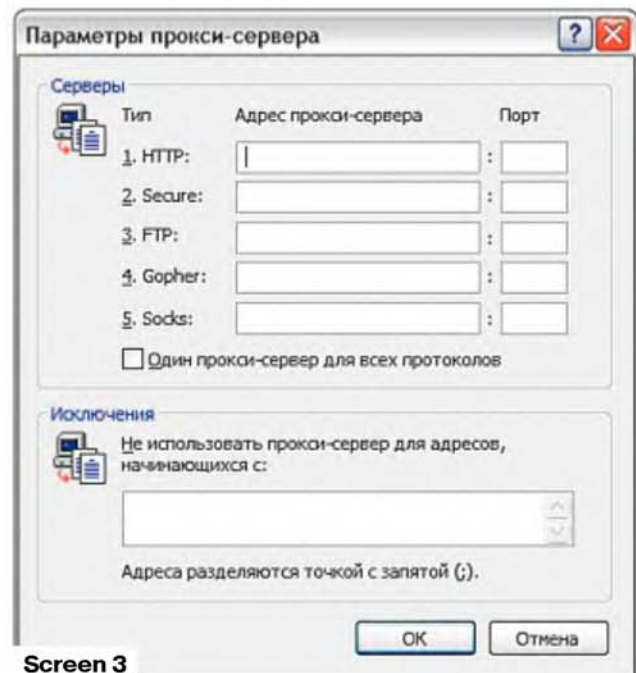 Параметры прокси-сервера
Серверы
Тип Адрес прокси-сервера Порт
1. HTTP: :
2. Secure: :
3. FTP: :
4. Gopher: :
5. Socks: :
Один прокси-сервер для всех протоколов
Исключения
Не использовать прокси-сервер для адресов,
начинающихся с:
Адреса разделяются точкой с запятой (;).
OK Отмена
Screen 3